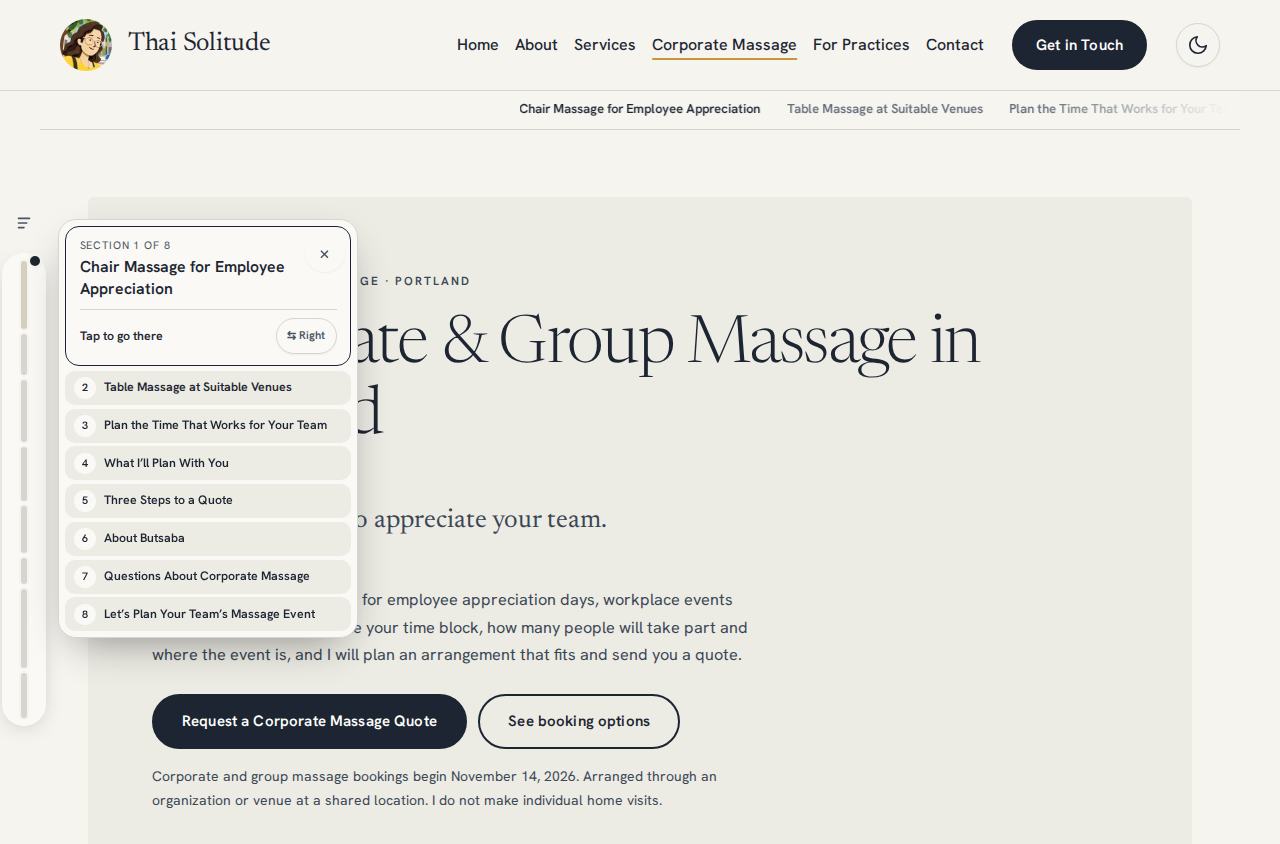 Thai Solitude
Home About Services Corporate Massage For Practices Contact Get in Touch
Chair Massage for Employee Appreciation Table Massage at Suitable Venues Plan the Time That Works for Your
SECTION 1 OF 8
Chair Massage for Employee
Appreciation
Tap to go there
⇆ Right
2 Table Massage at Suitable Venues
3 Plan the Time That Works for Your Team
4 What I’ll Plan With You
5 Three Steps to a Quote
6 About Butsaba
7 Questions About Corporate Massage
8 Let’s Plan Your Team’s Massage Event
· PORTLAND
& Group Massage in
appreciate your team.
for employee appreciation days, workplace events
your time block, how many people will take part and
where the event is, and I will plan an arrangement that fits and send you a quote.
Request a Corporate Massage Quote See booking options
Corporate and group massage bookings begin November 14, 2026. Arranged through an
organization or venue at a shared location. I do not make individual home visits.